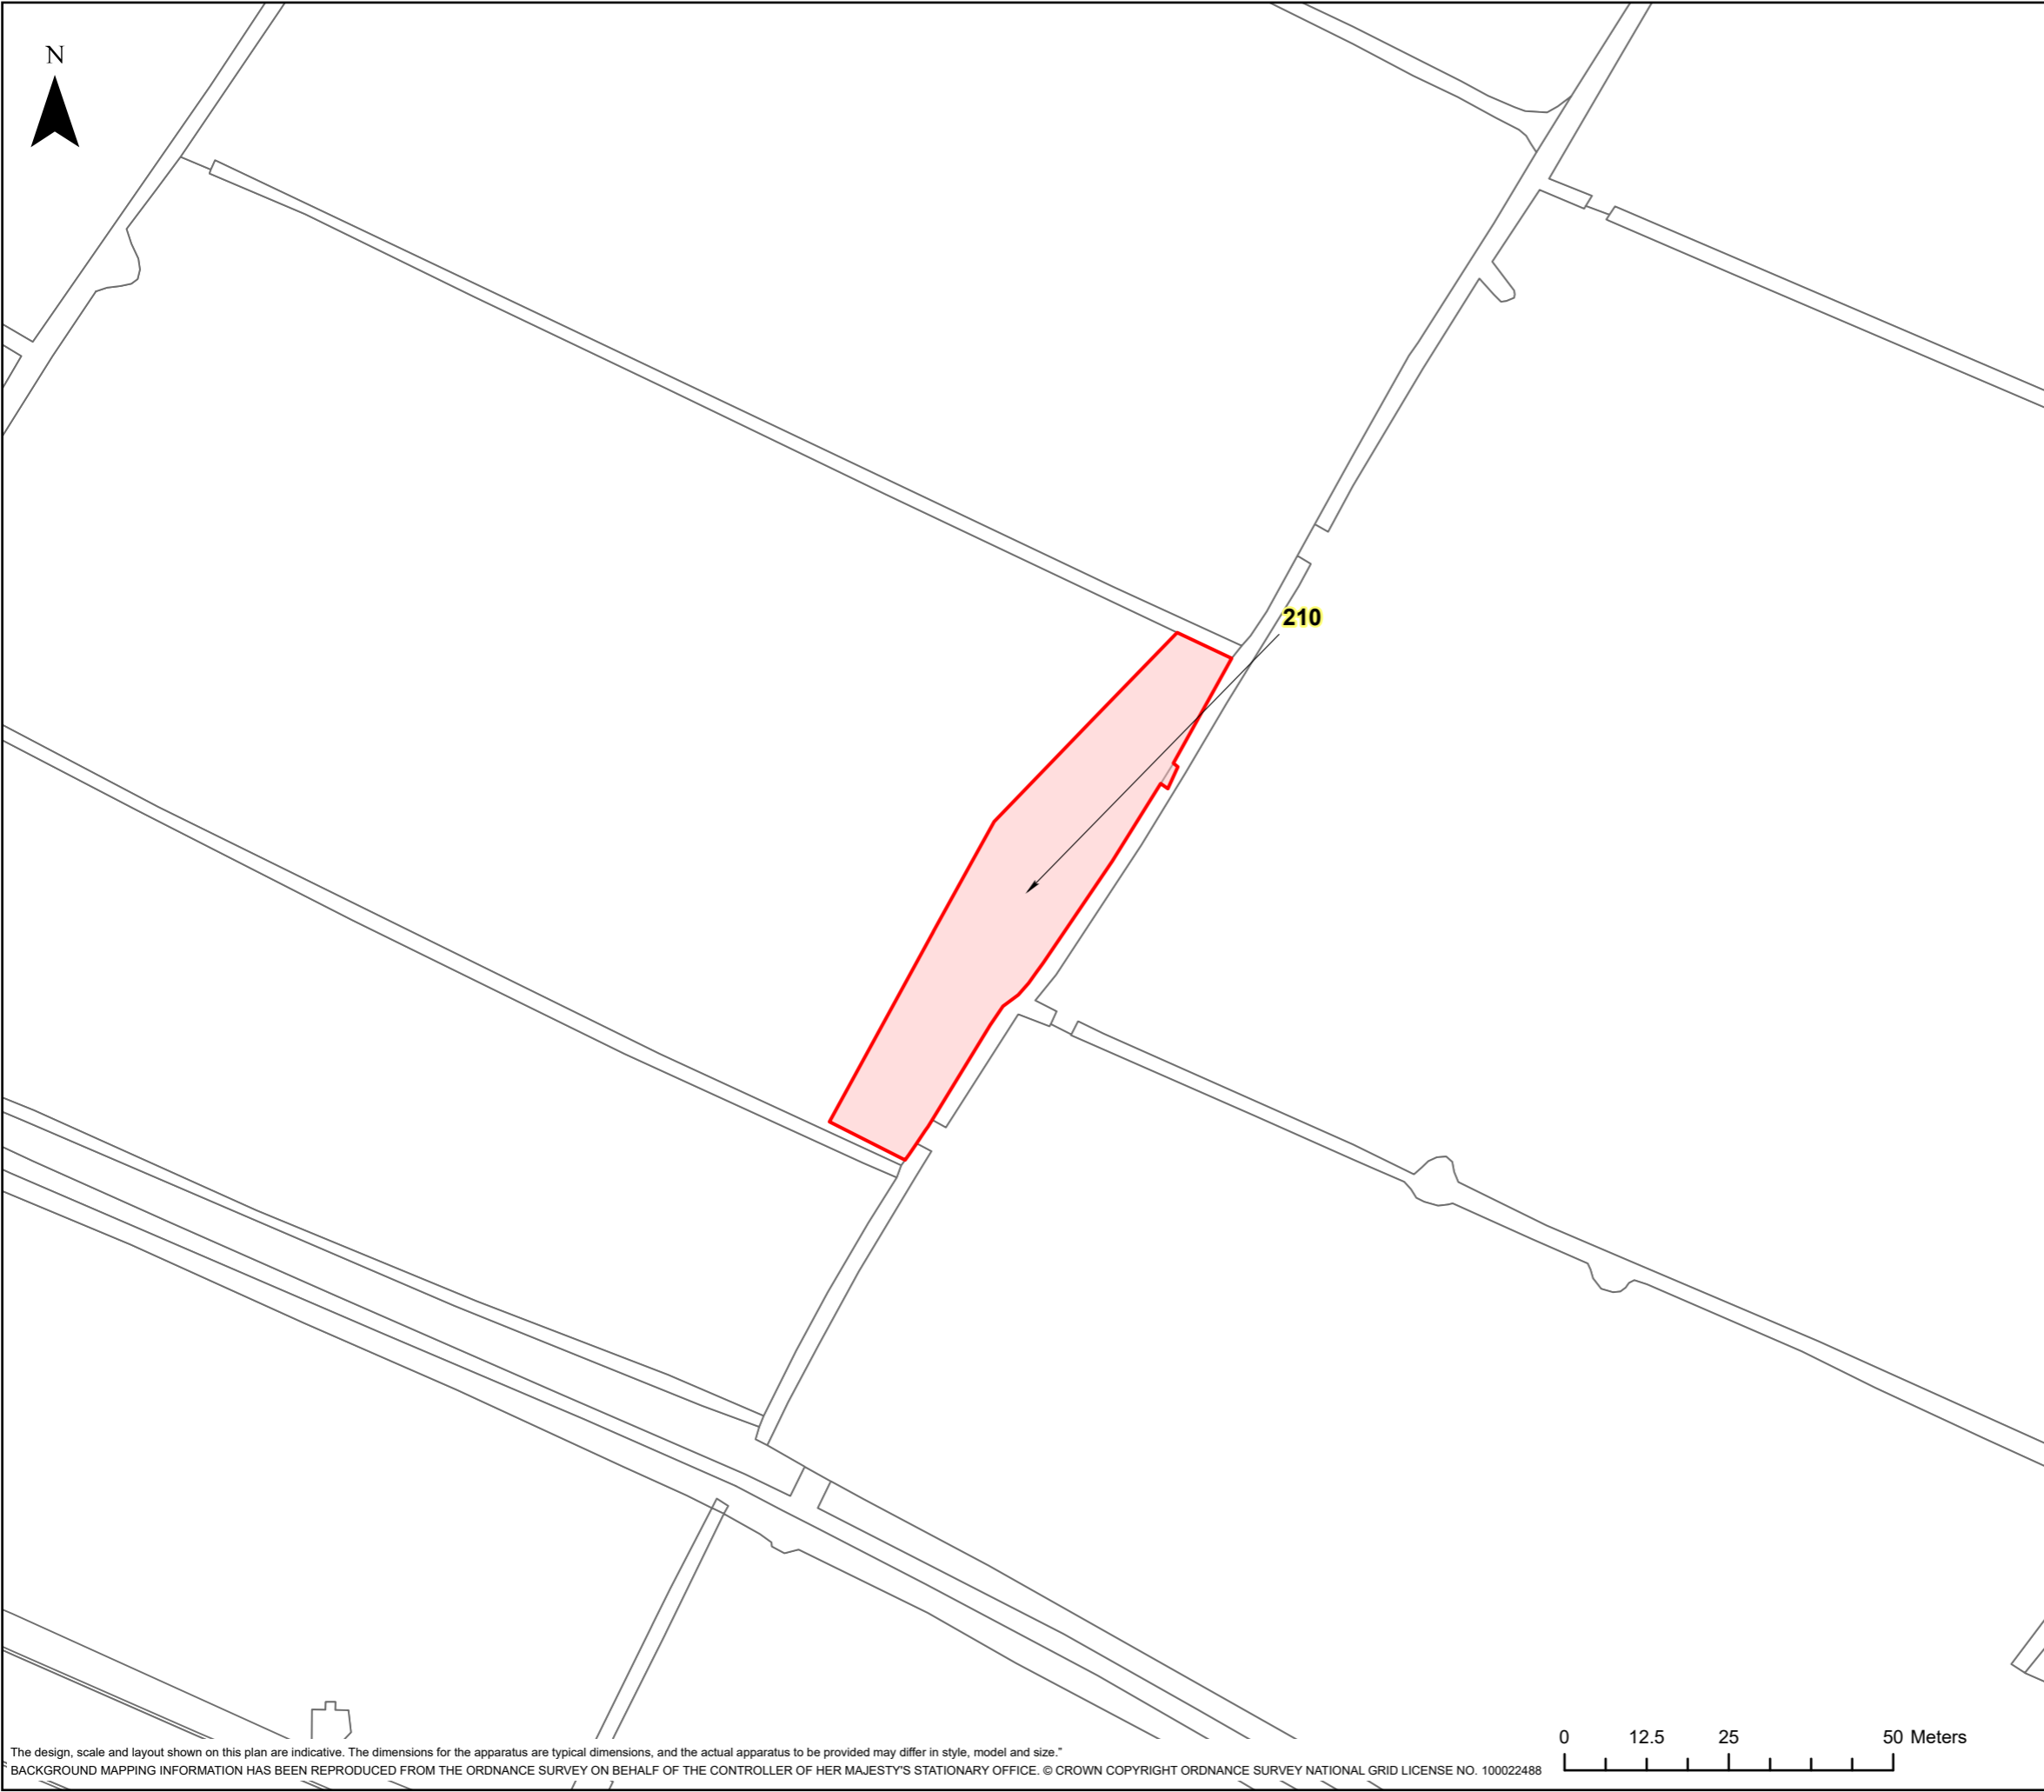 N
210
0 12.5 25 50 Meters
The design, scale and layout shown on this plan are indicative. The dimensions for the apparatus are typical dimensions, and the actual apparatus to be provided may differ in style, model and size."
BACKGROUND MAPPING INFORMATION HAS BEEN REPRODUCED FROM THE ORDNANCE SURVEY ON BEHALF OF THE CONTROLLER OF HER MAJESTY'S STATIONARY OFFICE. © CROWN COPYRIGHT ORDNANCE SURVEY NATIONAL GRID LICENSE NO. 100022488